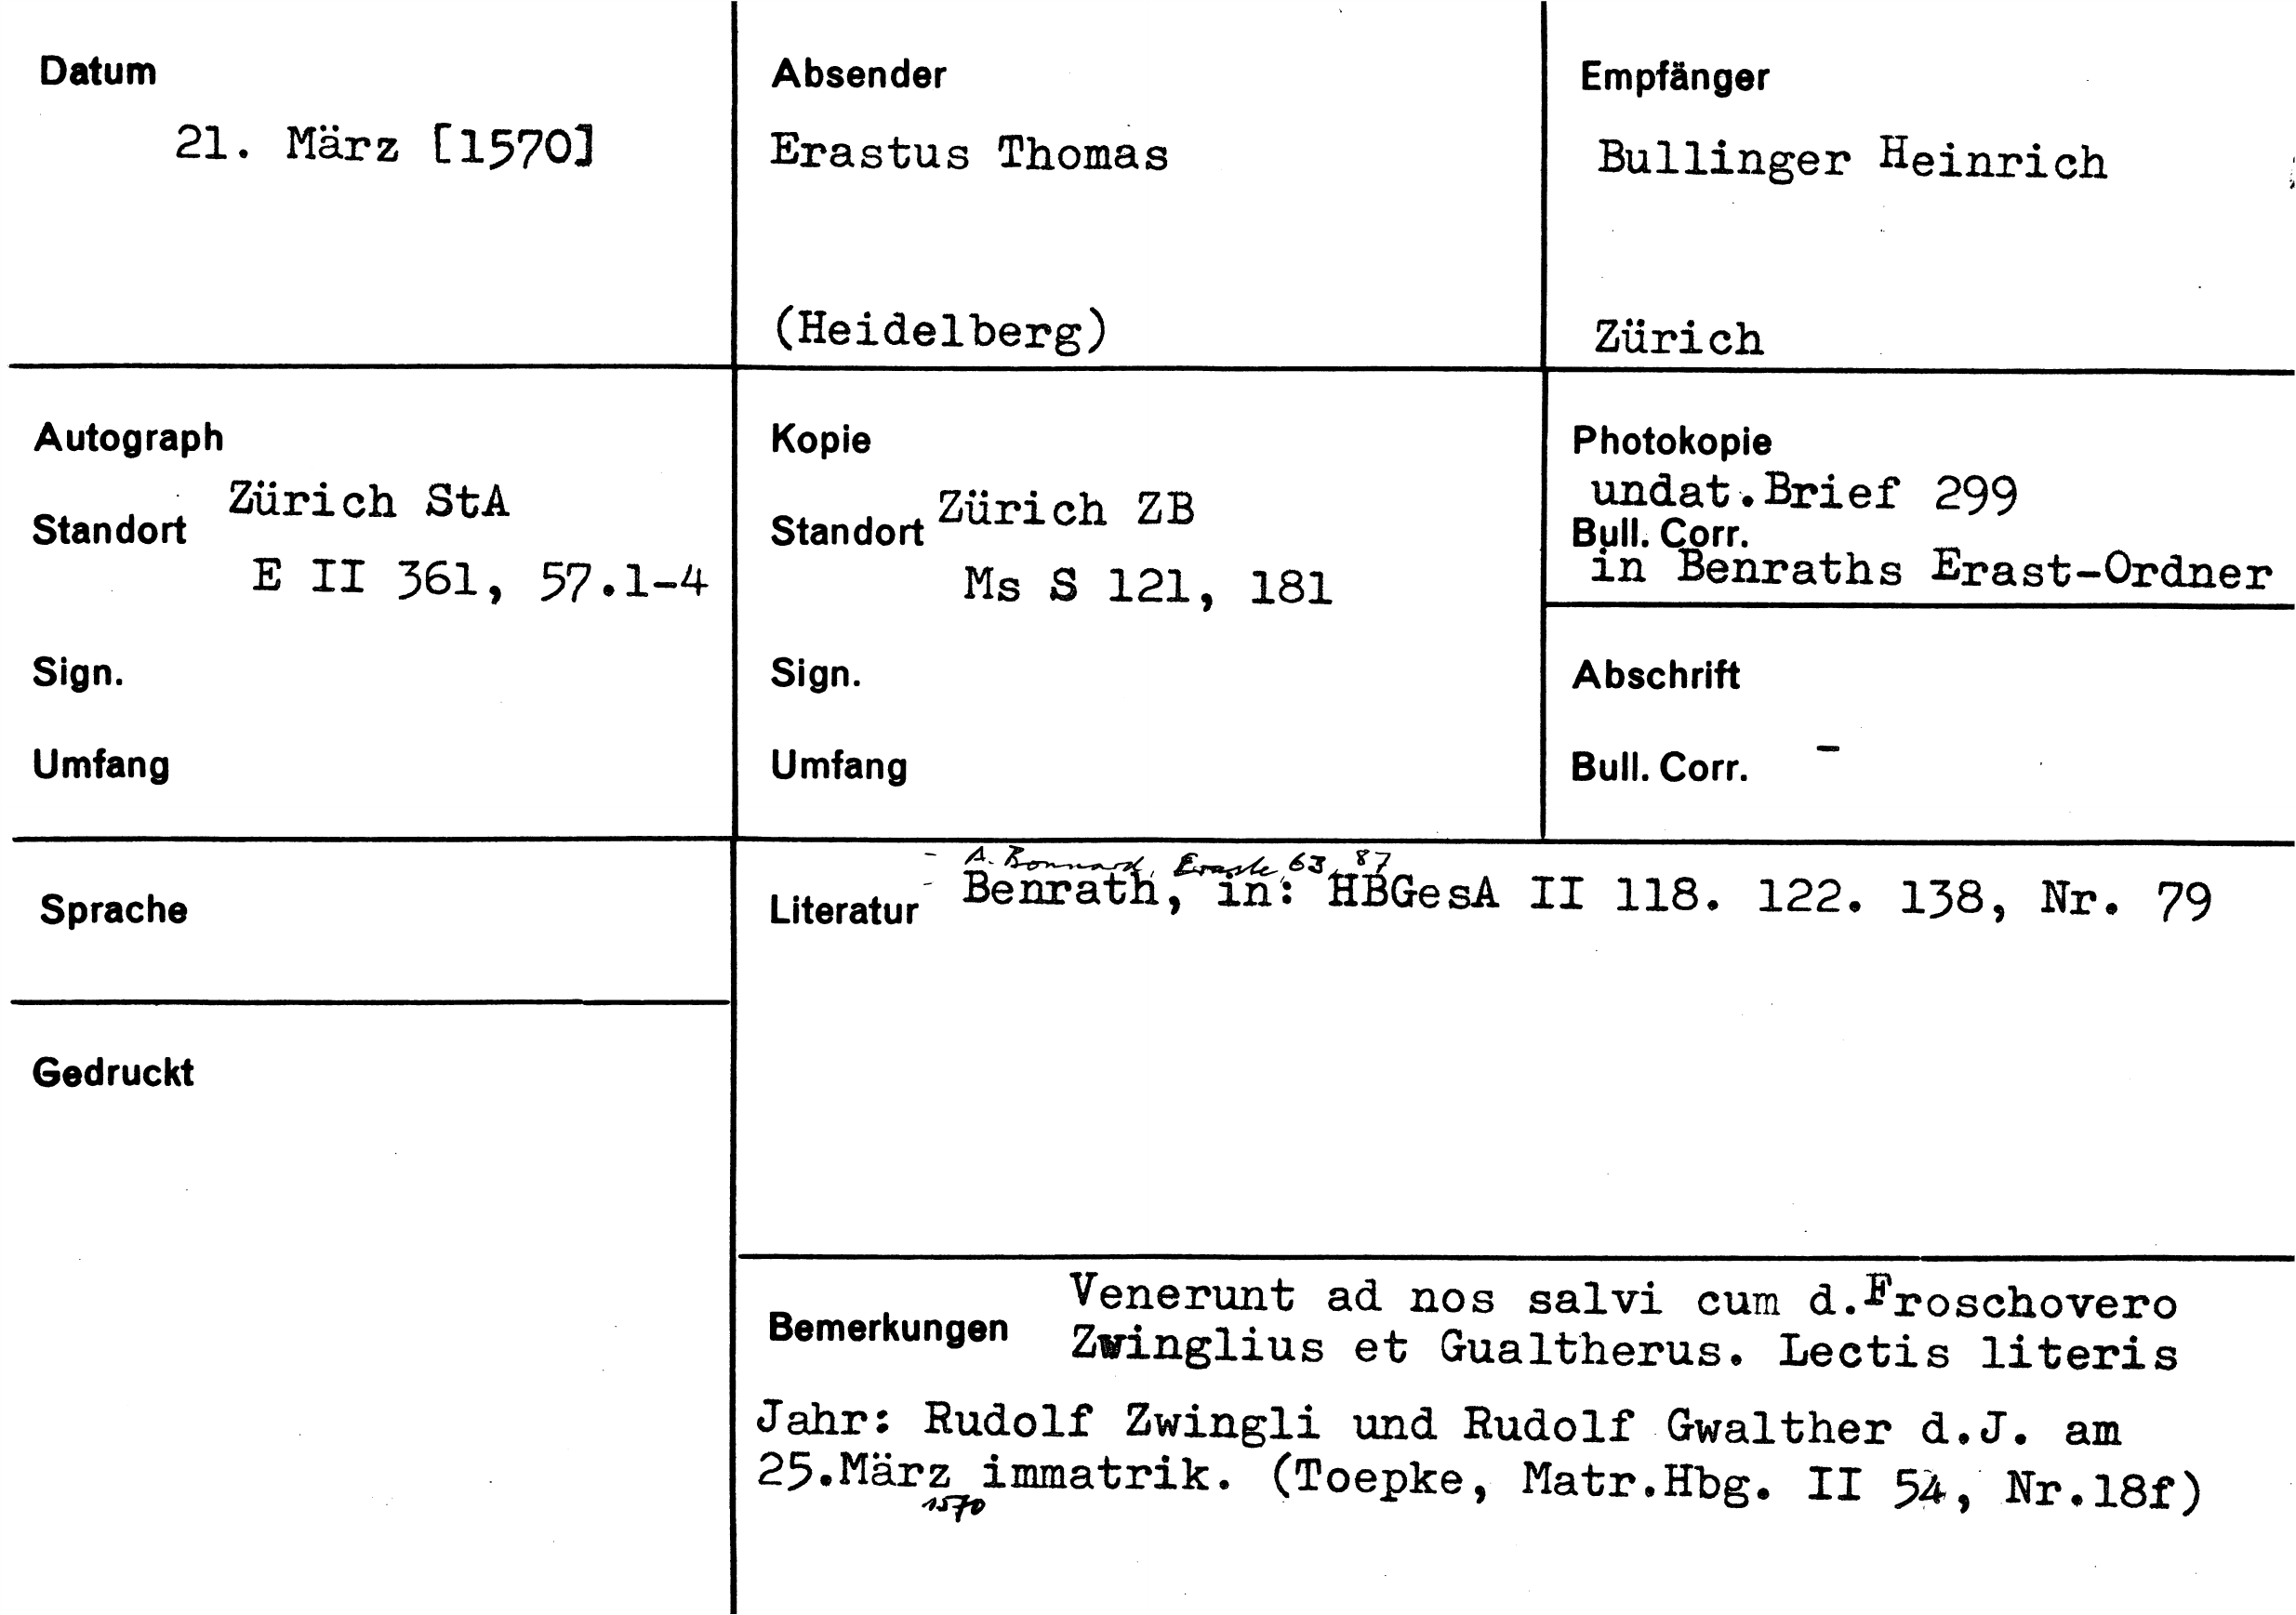 Datum
21. März [1570]
Absender
Erastus Thomas
(Heidelberg)
Empfänger
Bullinger Heinrich
Zürich
Autograph
Zürich StA
Standort
E II 361, 57.1-4
Sign.
Umfang
Kopie
Zürich ZB
Standort
Ms S 121, 181
Sign.
Umfang
Photokopie
undat. Brief 299
Bull. Corr.
in Benraths Erast-Ordner
Abschrift
Bull. Corr. -
Sprache
Gedruckt
- A. Bonnard, Eraste, 63, 87
Literatur - Benrath, in: HBGesA II 118. 122. 138, Nr. 79
Venerunt ad nos salvi cum d.Froschovero
Bemerkungen
Zwinglius et Gualtherus. Lectis literis
Jahr: Rudolf Zwingli und Rudolf Gwalther d.J. am
25.März immatrik. (Toepke, Matr.Hbg. II 54, Nr.18f)
1570